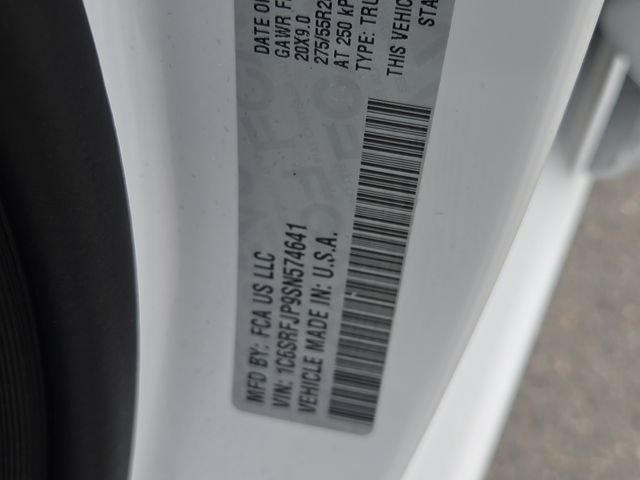 MFD BY: FCA US LLC DATE OF
VIN: 1C6SRFJP9SN574641 GAWR F
VEHICLE MADE IN: U.S.A. 20X9.0
275/55R2
AT 250 kP
TYPE: TRU
THIS VEHIC
STA